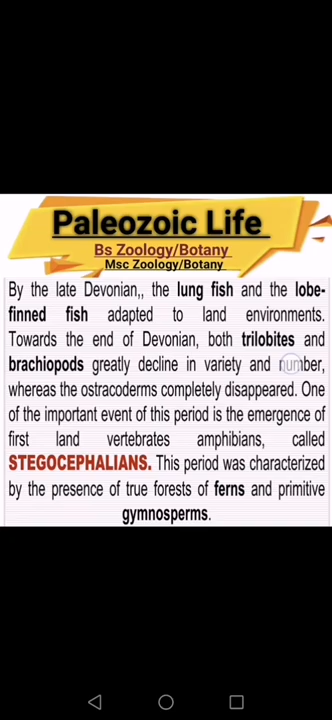 Paleozoic Life
Bs Zoology/Botany
Msc Zoology/Botany
By the late Devonian,, the lung fish and the lobe-
finned fish adapted to land environments.
Towards the end of Devonian, both trilobites and
brachiopods greatly decline in variety and number,
whereas the ostracoderms completely disappeared. One
of the important event of this period is the emergence of
first land vertebrates amphibians, called
STEGOCEPHALIANS. This period was characterized
by the presence of true forests of ferns and primitive
gymnosperms.